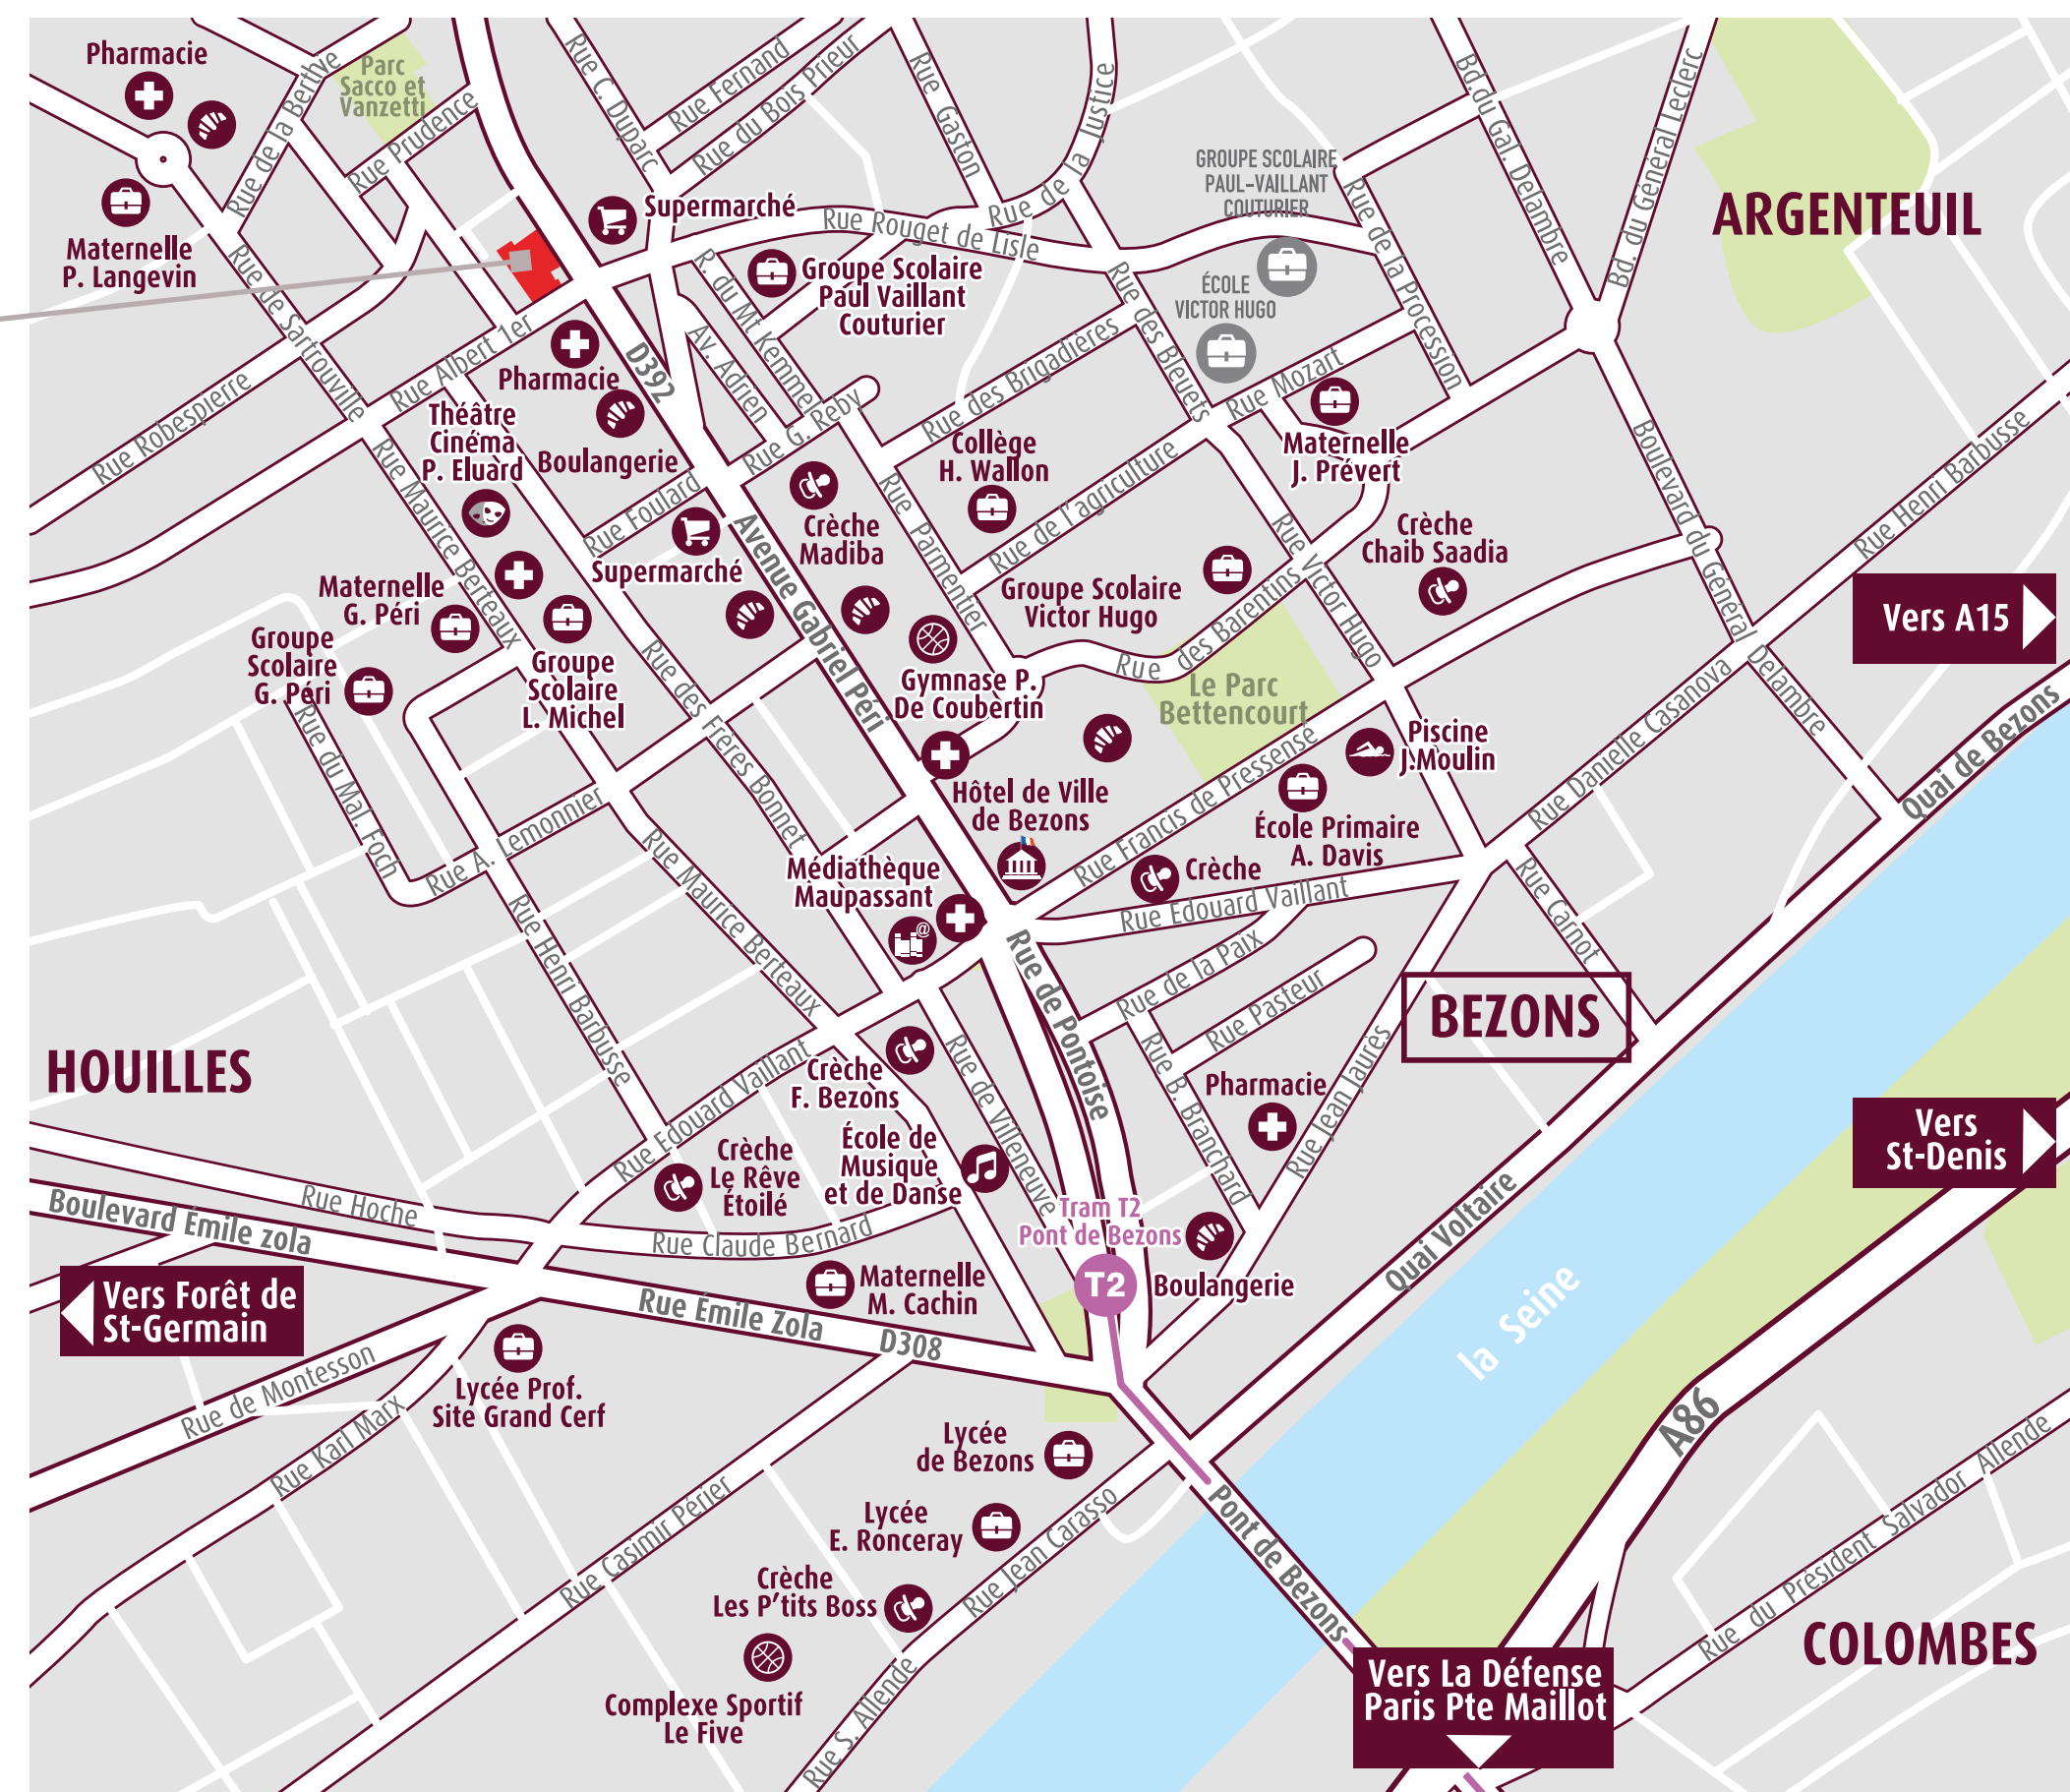 Pharmacie
Parc
Sacco et
Vanzetti
Rue de la Berthe
Rue Prudence
Rue C. Duparc
Rue Fernand
Rue du Bois Prieur
Rue Gaston
Rue de la Justice
Bd.du Gal. Delambre
Bd. du Général Leclerc
GROUPE SCOLAIRE
PAUL-VAILLANT
COUTURIER
ARGENTEUIL
Maternelle
P. Langevin
Supermarché
Rue Rouget de Lisle
Rue de la Procession
Groupe Scolaire
Paul Vaillant
Couturier
ÉCOLE
VICTOR HUGO
Rue de Sartrouville
Rue Robespierre
Rue Albert 1er
D392
R. du Mt Kemmel
Av. Adrien
Rue des Bleuets
Rue des Brigadières
Rue Mozart
Pharmacie
Théâtre
Cinéma
P. Eluard
Boulangerie
Rue G. Reby
Collège
H. Wallon
Maternelle
J. Prévert
Rue Maurice Berteaux
Rue Foulard
Supermarché
Avenue Gabriel Péri
Crèche
Madiba
Rue Parmentier
Rue de l'agriculture
Rue Victor Hugo
Crèche
Chaib Saadia
Boulevard du Général Delambre
Rue Henri Barbusse
Vers A15
Maternelle
G. Péri
Groupe
Scolaire
G. Péri
Groupe
Scolaire
L. Michel
Groupe Scolaire
Victor Hugo
Rue des Barentins
Gymnase P.
De Coubertin
Le Parc
Bettencourt
Rue du Mal. Foch
Rue des Frères Bonnet
Rue A. Lemonnier
Hôtel de Ville
de Bezons
Rue Francis de Pressense
Piscine
J.Moulin
École Primaire
A. Davis
Rue Danielle Casanova
Quai de Bezons
Médiathèque
Maupassant
@
Crèche
Rue Edouard Vaillant
Rue Carnot
Rue Henri Barbusse
Rue Maurice Berteaux
Rue de Pontoise
Rue de la Paix
Rue Pasteur
BEZONS
HOUILLES
Rue Edouard Vaillant
Crèche
F. Bezons
Rue de Villeneuve
Rue B. Branchard
Pharmacie
Rue Jean Jaurès
Vers
St-Denis
Crèche
Le Rêve
Étoilé
École de
Musique
et de Danse
Tram T2
Pont de Bezons
T2
Boulangerie
Quai Voltaire
la Seine
Rue Hoche
Boulevard Émile zola
Rue Claude Bernard
Vers Forêt de
St-Germain
Maternelle
M. Cachin
Rue Émile Zola
D308
Rue de Montesson
Rue Karl Marx
Lycée Prof.
Site Grand Cerf
Lycée
de Bezons
Lycée
E. Ronceray
Rue Casimir Périer
Crèche
Les P'tits Boss
Rue Jean Carasso
Pont de Bezons
A86
Rue du Président Salvador Allende
COLOMBES
Complexe Sportif
Le Five
Rue S. Allende
Vers La Défense
Paris Pte Maillot